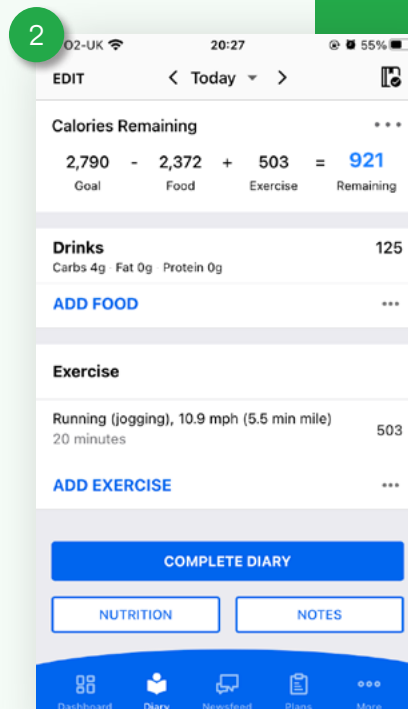 2
O2-UK 20:27 55%
EDIT < Today >
Calories Remaining ...
2,790 - 2,372 + 503 = 921
Goal Food Exercise Remaining
Drinks 125
Carbs 4g · Fat 0g · Protein 0g
ADD FOOD ...
Exercise
Running (jogging), 10.9 mph (5.5 min mile)
503
20 minutes
ADD EXERCISE ...
COMPLETE DIARY
NUTRITION NOTES
Dashboard Diary Newsfeed Plans More